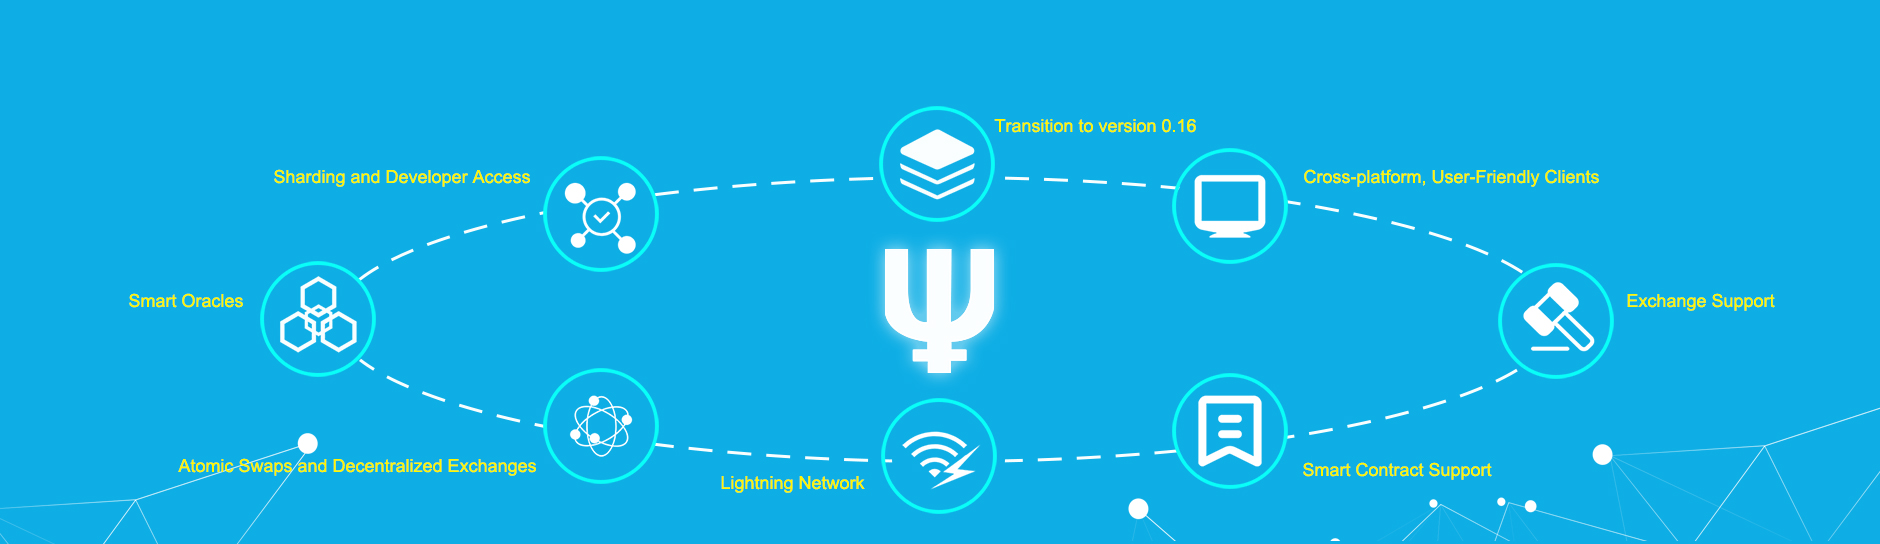 Transition to version 0.16
Sharding and Developer Access
Cross-platform, User-Friendly Clients
Smart Oracles
Exchange Support
Atomic Swaps and Decentralized Exchanges
Smart Contract Support
Lightning Network